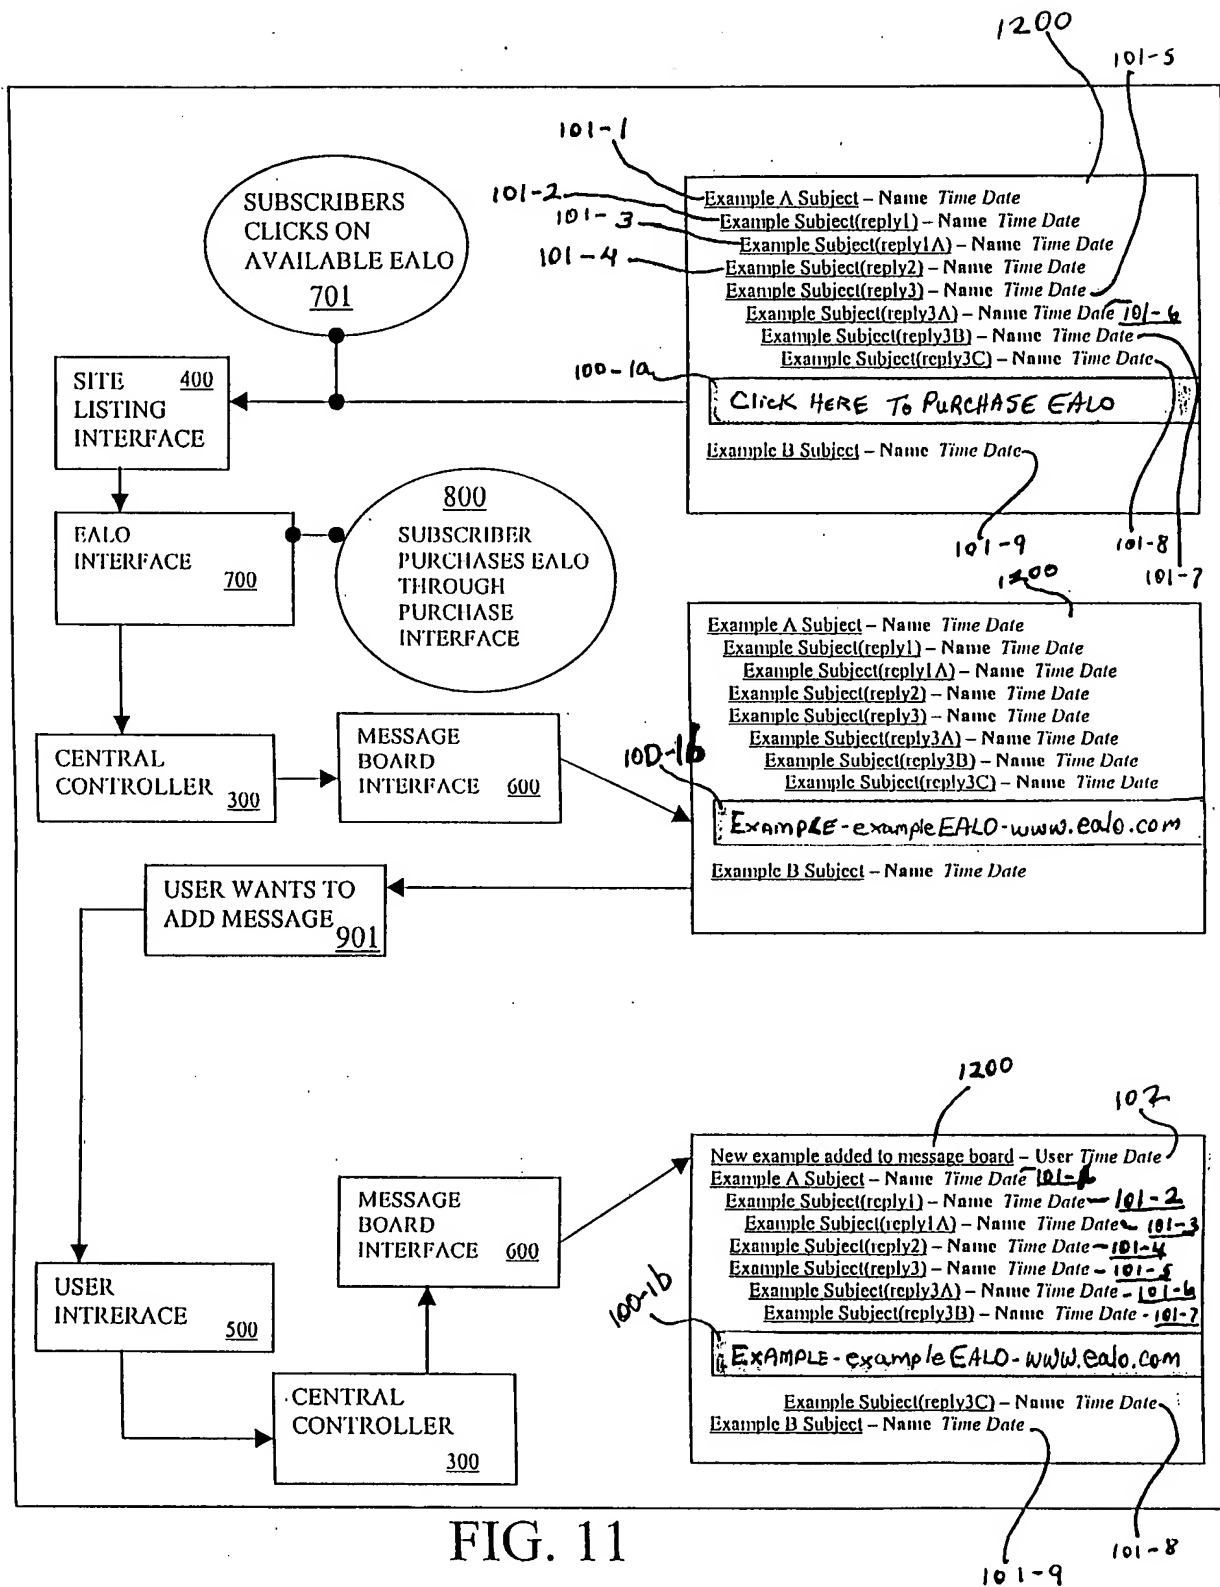 1200
101-5
101-1
101-2
101-3
101-4
SUBSCRIBERS
CLICKS ON
AVAILABLE EALO
701
Example A Subject – Name Time Date
Example Subject(reply1) – Name Time Date
Example Subject(reply1A) – Name Time Date
Example Subject(reply2) – Name Time Date
Example Subject(reply3) – Name Time Date
Example Subject(reply3A) – Name Time Date 101-6
Example Subject(reply3B) – Name Time Date
Example Subject(reply3C) – Name Time Date
100-1a
Click HERE To PURCHASE EALO
Example B Subject – Name Time Date
101-9
101-8
101-7
SITE 400
LISTING
INTERFACE
EALO
INTERFACE
700
800
SUBSCRIBER
PURCHASES EALO
THROUGH
PURCHASE
INTERFACE
1200
Example A Subject – Name Time Date
Example Subject(reply1) – Name Time Date
Example Subject(reply1A) – Name Time Date
Example Subject(reply2) – Name Time Date
Example Subject(reply3) – Name Time Date
Example Subject(reply3A) – Name Time Date
Example Subject(reply3B) – Name Time Date
Example Subject(reply3C) – Name Time Date
100-1b
EXAMPLE-exampleEALO-www.ealo.com
Example B Subject – Name Time Date
CENTRAL
CONTROLLER
300
MESSAGE
BOARD
INTERFACE 600
USER WANTS TO
ADD MESSAGE
901
1200
102
New example added to message board – User Time Date
Example A Subject – Name Time Date 101-1
Example Subject(reply1) – Name Time Date 101-2
Example Subject(reply1A) – Name Time Date 101-3
Example Subject(reply2) – Name Time Date 101-4
Example Subject(reply3) – Name Time Date - 101-5
Example Subject(reply3A) – Name Time Date - 101-6
Example Subject(reply3B) – Name Time Date - 101-7
100-1b
EXAMPLE-exampleEALO-www.ealo.com
Example Subject(reply3C) – Name Time Date
Example B Subject – Name Time Date
101-9
101-8
MESSAGE
BOARD
INTERFACE 600
USER
INTRERACE
500
CENTRAL
CONTROLLER
300
FIG. 11